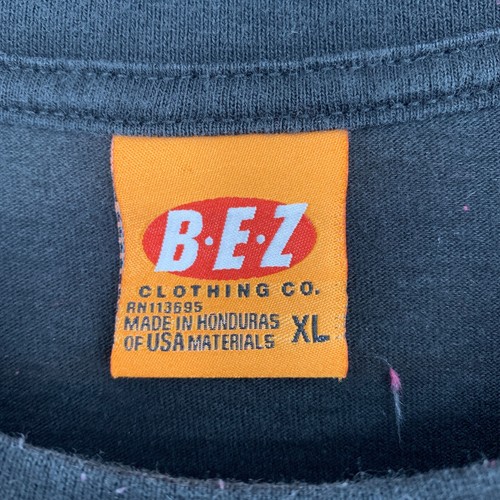 B·E·Z
CLOTHING CO.
RN113695
MADE IN HONDURAS
OF USA MATERIALS XL